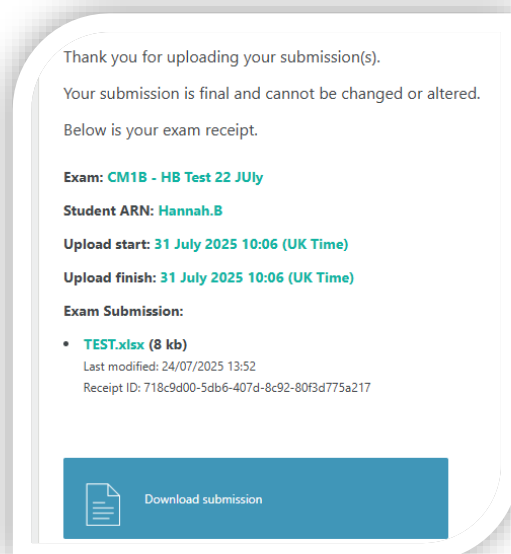 Thank you for uploading your submission(s).
Your submission is final and cannot be changed or altered.
Below is your exam receipt.
Exam: CM1B - HB Test 22 JUly
Student ARN: Hannah.B
Upload start: 31 July 2025 10:06 (UK Time)
Upload finish: 31 July 2025 10:06 (UK Time)
Exam Submission:
• TEST.xlsx (8 kb)
Last modified: 24/07/2025 13:52
Receipt ID: 718c9d00-5db6-407d-8c92-80f3d775a217
Download submission